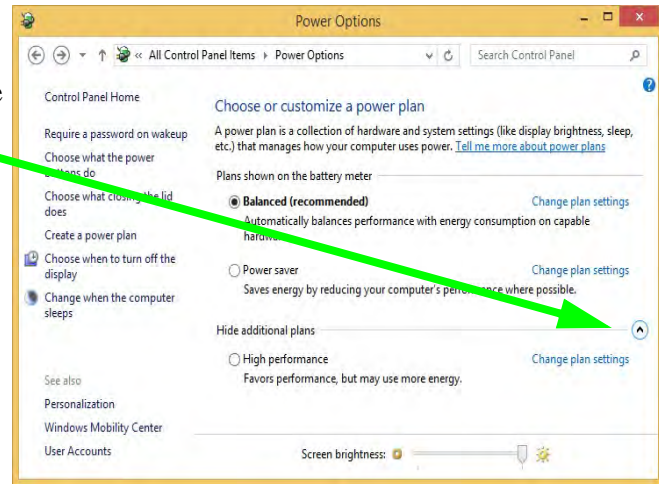 Power Options
« All Control Panel Items Power Options
Search Control Panel
e
Control Panel Home
Require a password on wakeup
Choose what the power
do
Choose what closing the lid
does
Create a power plan
Choose when to turn off the
display
Change when the computer
sleeps
See also
Personalization
Windows Mobility Center
User Accounts
Choose or customize a power plan
A power plan is a collection of hardware and system settings (like display brightness, sleep,
etc.) that manages how your computer uses power. Tell me more about power plans
Plans shown on the battery meter
Balanced (recommended) Change plan settings
Automatically balances performance with energy consumption on capable
Power saver Change plan settings
Saves energy by reducing your computer's performance where possible.
Hide additional plans
High performance Change plan settings
Favors performance, but may use more energy.
Screen brightness: